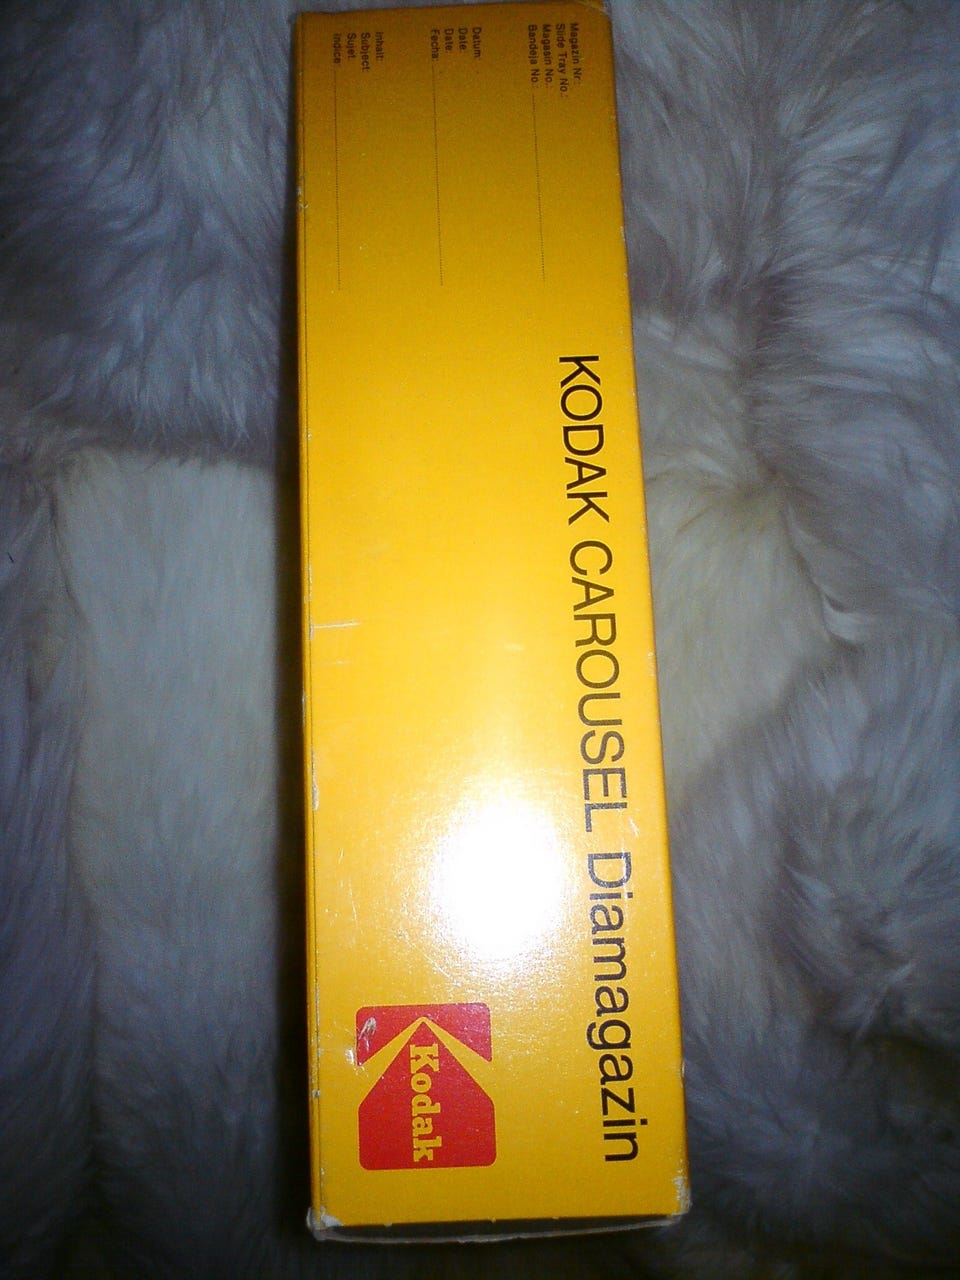 KODAK CAROUSEL Diamagazin
Kodak
Magazin Nr.:
Slide Tray No.:
Magasin No.:
Bandeja No.:
Datum:
Date:
Date:
Fecha:
Inhalt:
Subject:
Sujet:
Indice: